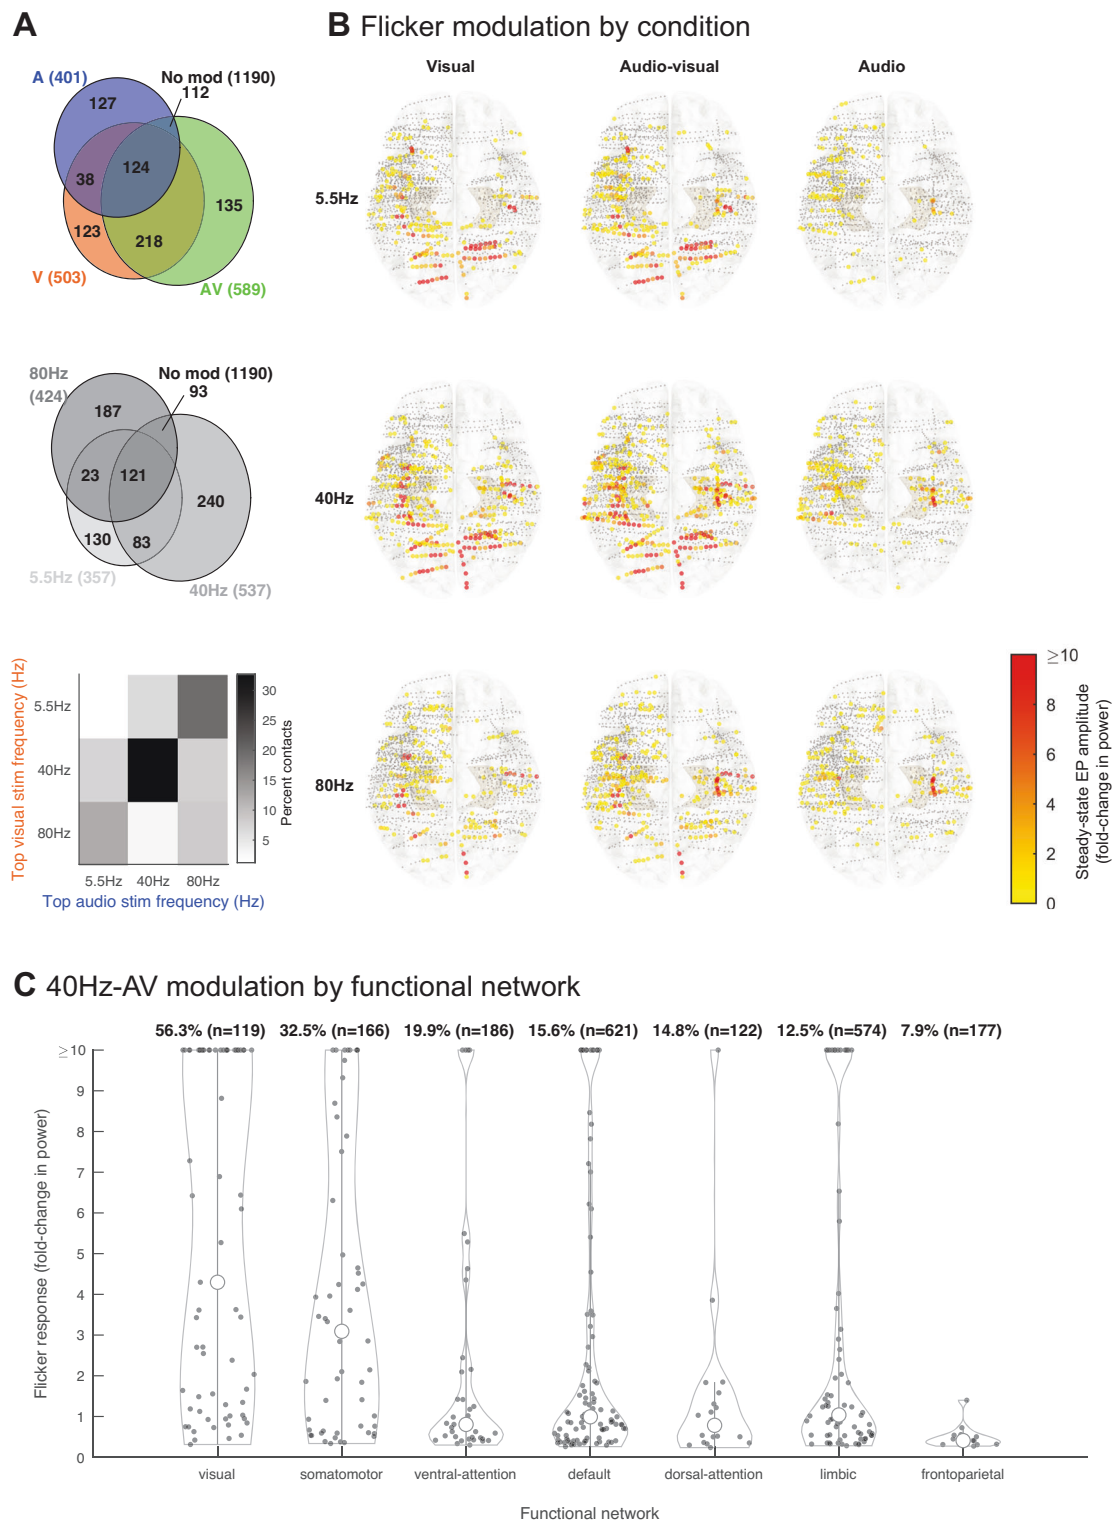 A
A (401)
No mod (1190)
112
127
124
38
135
123
218
V (503)
AV (589)
80Hz
(424)
No mod (1190)
93
187
23
121
240
130
83
5.5Hz (357)
40Hz (537)
Top visual stim frequency (Hz)
5.5Hz
40Hz
80Hz
5.5Hz
40Hz
80Hz
Top audio stim frequency (Hz)
30
25
20
15
10
5
Percent contacts
B Flicker modulation by condition
Visual
Audio-visual
Audio
5.5Hz
40Hz
80Hz
≥10
8
6
4
2
0
Steady-state EP amplitude
(fold-change in power)
C 40Hz-AV modulation by functional network
56.3% (n=119)
32.5% (n=166)
19.9% (n=186)
15.6% (n=621)
14.8% (n=122)
12.5% (n=574)
7.9% (n=177)
Flicker response (fold-change in power)
≥10
9
8
7
6
5
4
3
2
1
0
visual
somatomotor
ventral-attention
default
dorsal-attention
limbic
frontoparietal
Functional network